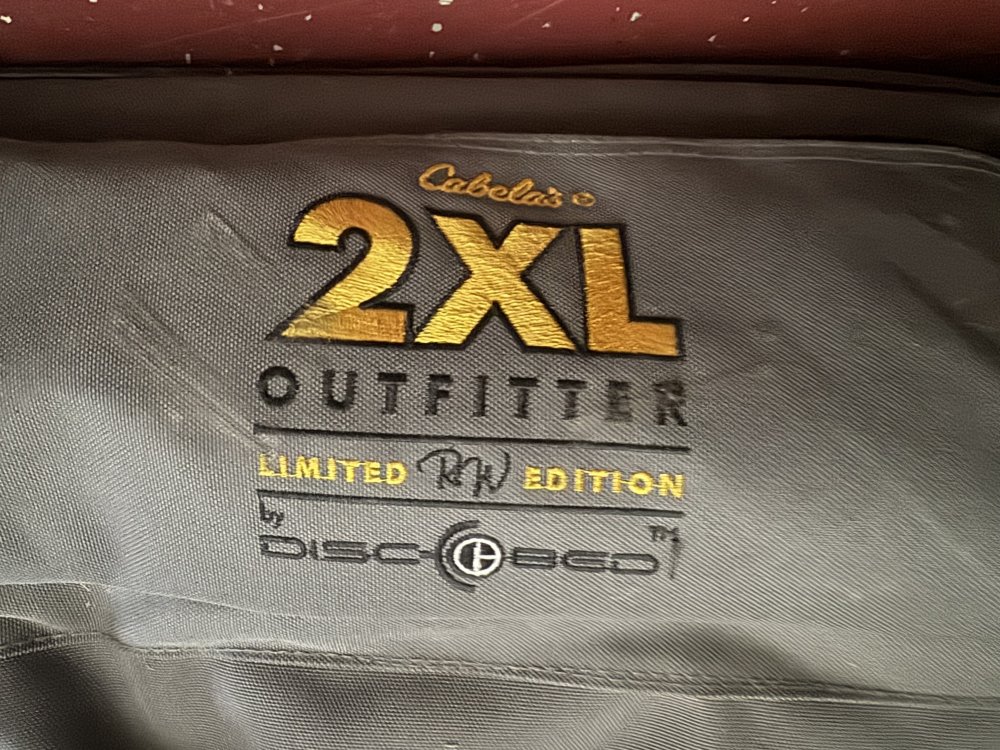 Cabela's®
2XL
OUTFITTER
LIMITED RW EDITION
by
DISC-O-BED™